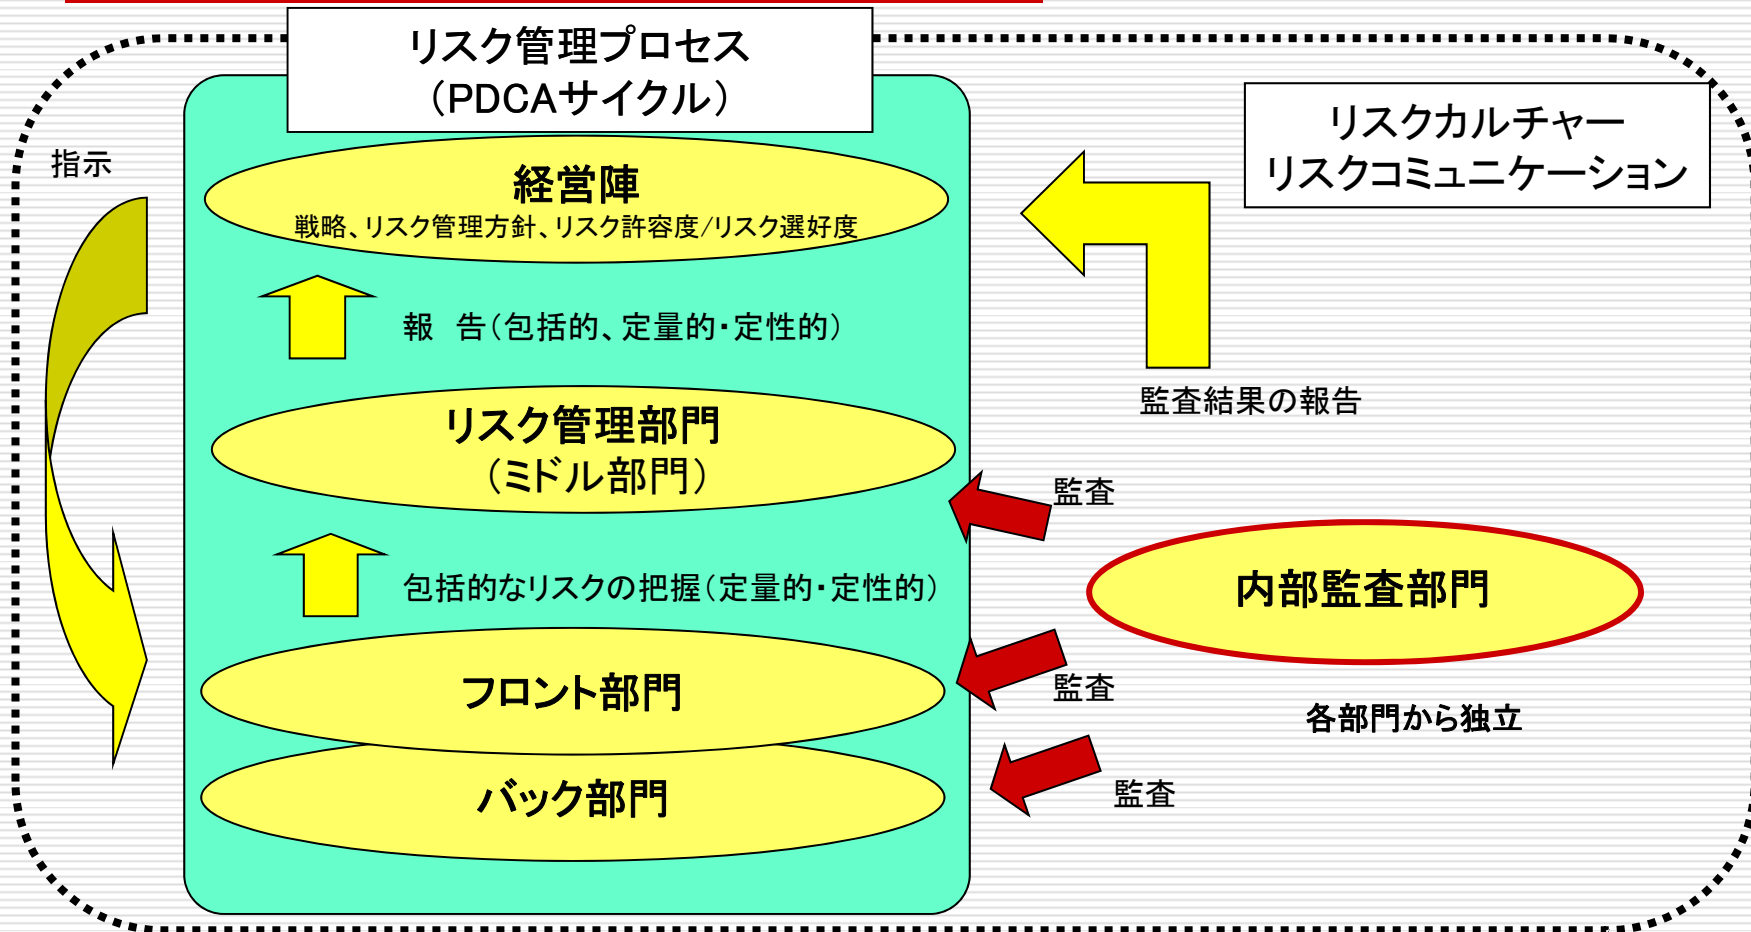 リスク管理プロセス
（PDCAサイクル）
リスクカルチャー
リスクコミュニケーション
指示
経営陣
戦略、リスク管理方針、リスク許容度/リスク選好度
報　告（包括的、定量的・定性的）
監査結果の報告
リスク管理部門
（ミドル部門）
監査
包括的なリスクの把握（定量的・定性的）
内部監査部門
フロント部門
監査
各部門から独立
バック部門
監査